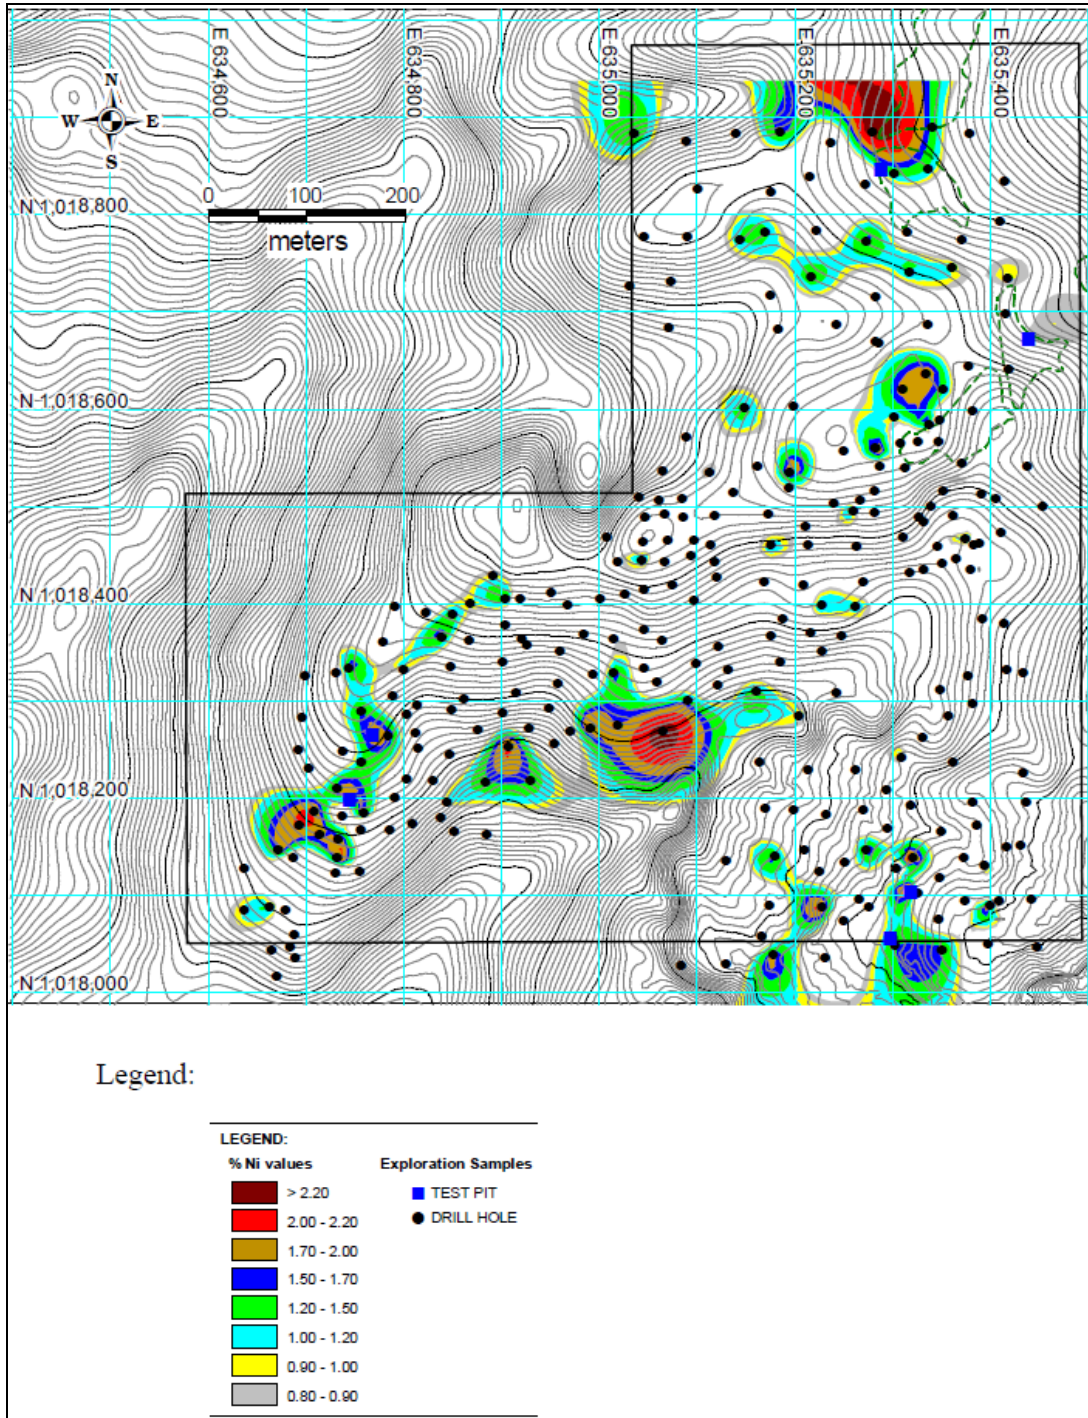 E 634,600
E 634,800
E 635,000
E 635,200
E 635,400
N
W E
S
0 100 200
meters
N 1,018,800
N 1,018,600
N 1,018,400
N 1,018,200
N 1,018,000
Legend:
LEGEND:
% Ni values Exploration Samples
> 2.20 TEST PIT
2.00 - 2.20 DRILL HOLE
1.70 - 2.00
1.50 - 1.70
1.20 - 1.50
1.00 - 1.20
0.90 - 1.00
0.80 - 0.90